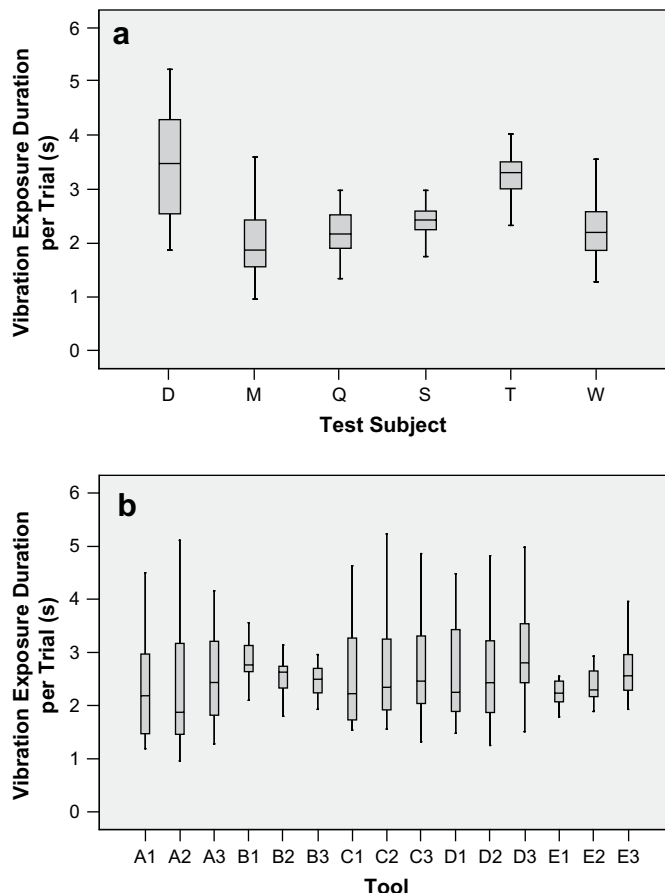 a
Vibration Exposure Duration
per Trial (s)
6
5
4
3
2
1
0
D M Q S T W
Test Subject
b
Vibration Exposure Duration
per Trial (s)
6
5
4
3
2
1
0
A1 A2 A3 B1 B2 B3 C1 C2 C3 D1 D2 D3 E1 E2 E3
Tool